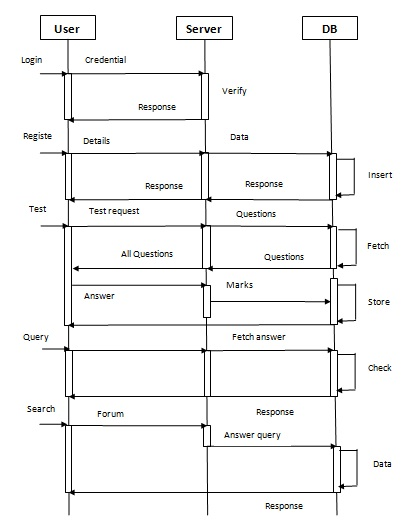 User
Server
DB
Login
Credential
Verify
Response
Registe
Details
Data
Insert
Response
Response
Test
Test request
Questions
Fetch
All Questions
Questions
Answer
Marks
Store
Query
Fetch answer
Check
Search
Forum
Response
Answer query
Data
Response